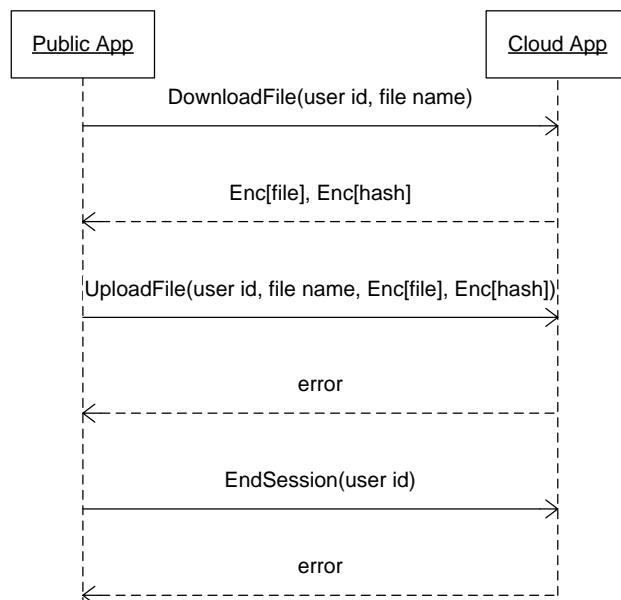 Public App
Cloud App
DownloadFile(user id, file name)
Enc[file], Enc[hash]
UploadFile(user id, file name, Enc[file], Enc[hash])
error
EndSession(user id)
error